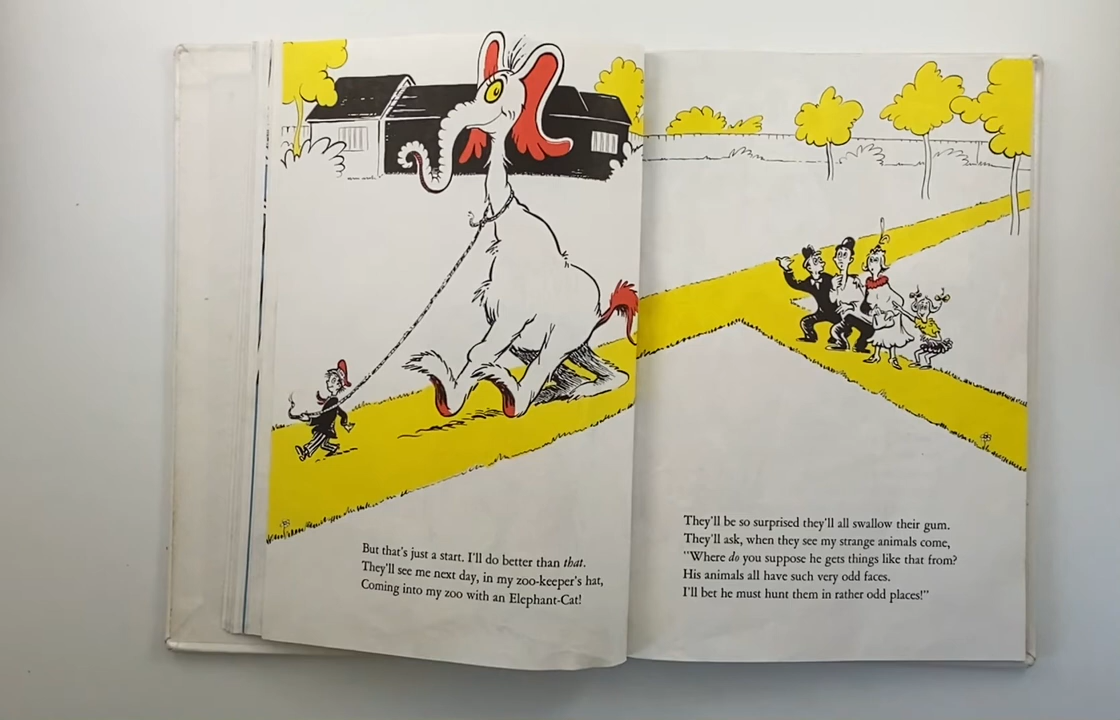 But that's just a start. I'll do better than that.
They'll see me next day, in my zoo-keeper's hat,
Coming into my zoo with an Elephant-Cat!
They'll be so surprised they'll all swallow their gum.
They'll ask, when they see my strange animals come,
"Where do you suppose he gets things like that from?
His animals all have such very odd faces.
I'll bet he must hunt them in rather odd places!"